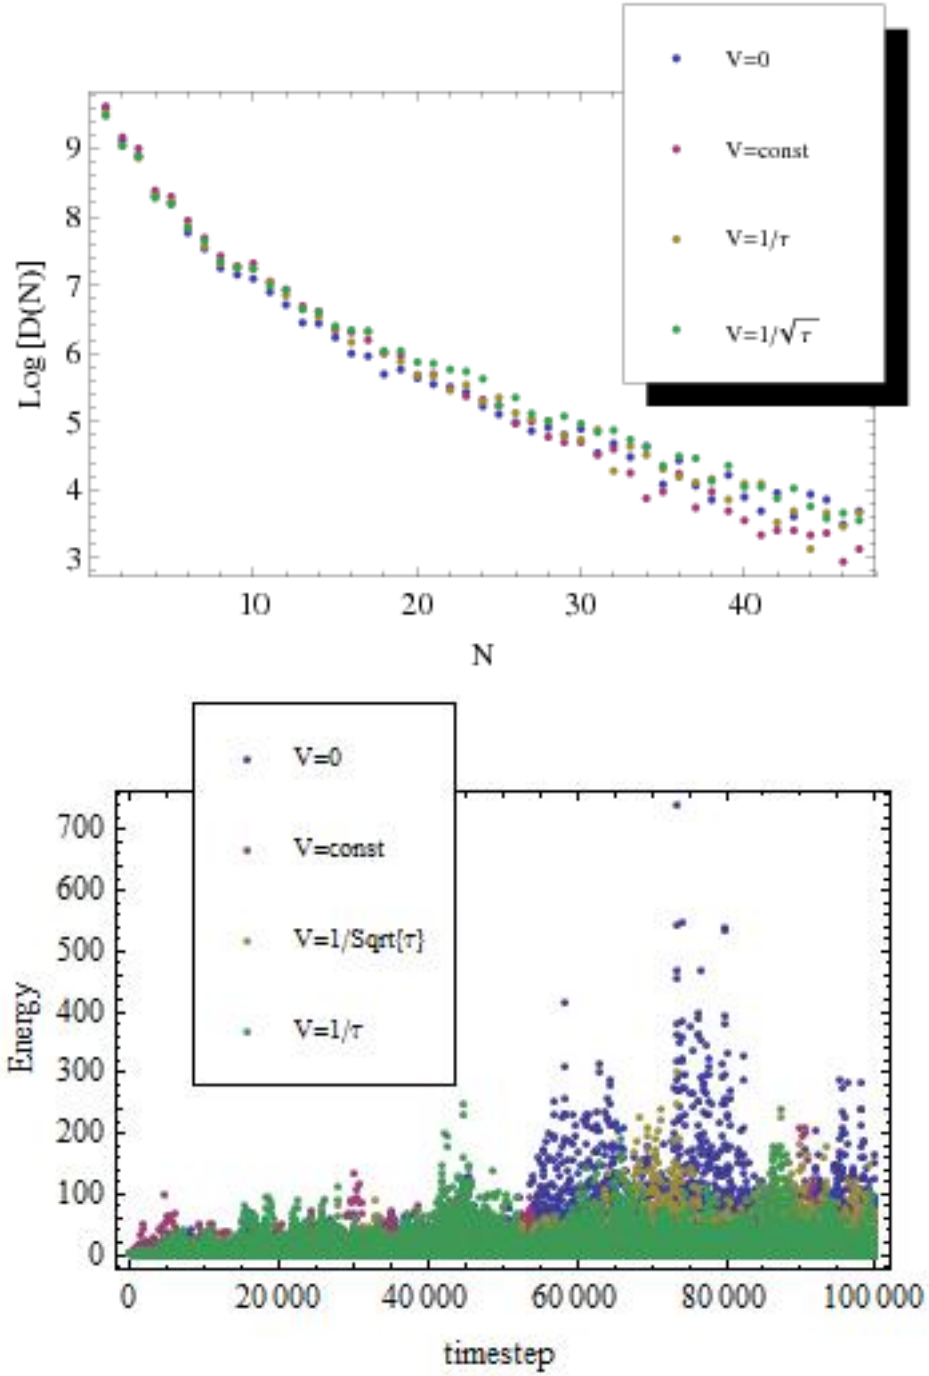 V=0
V=const
V=1/τ
V=1/√τ
9
8
7
6
5
4
3
Log [D(N)]
10 20 30 40
N
V=0
V=const
V=1/Sqrt{τ}
V=1/τ
700
600
500
400
300
200
100
0
Energy
0 20 000 40 000 60 000 80 000 100 000
timestep